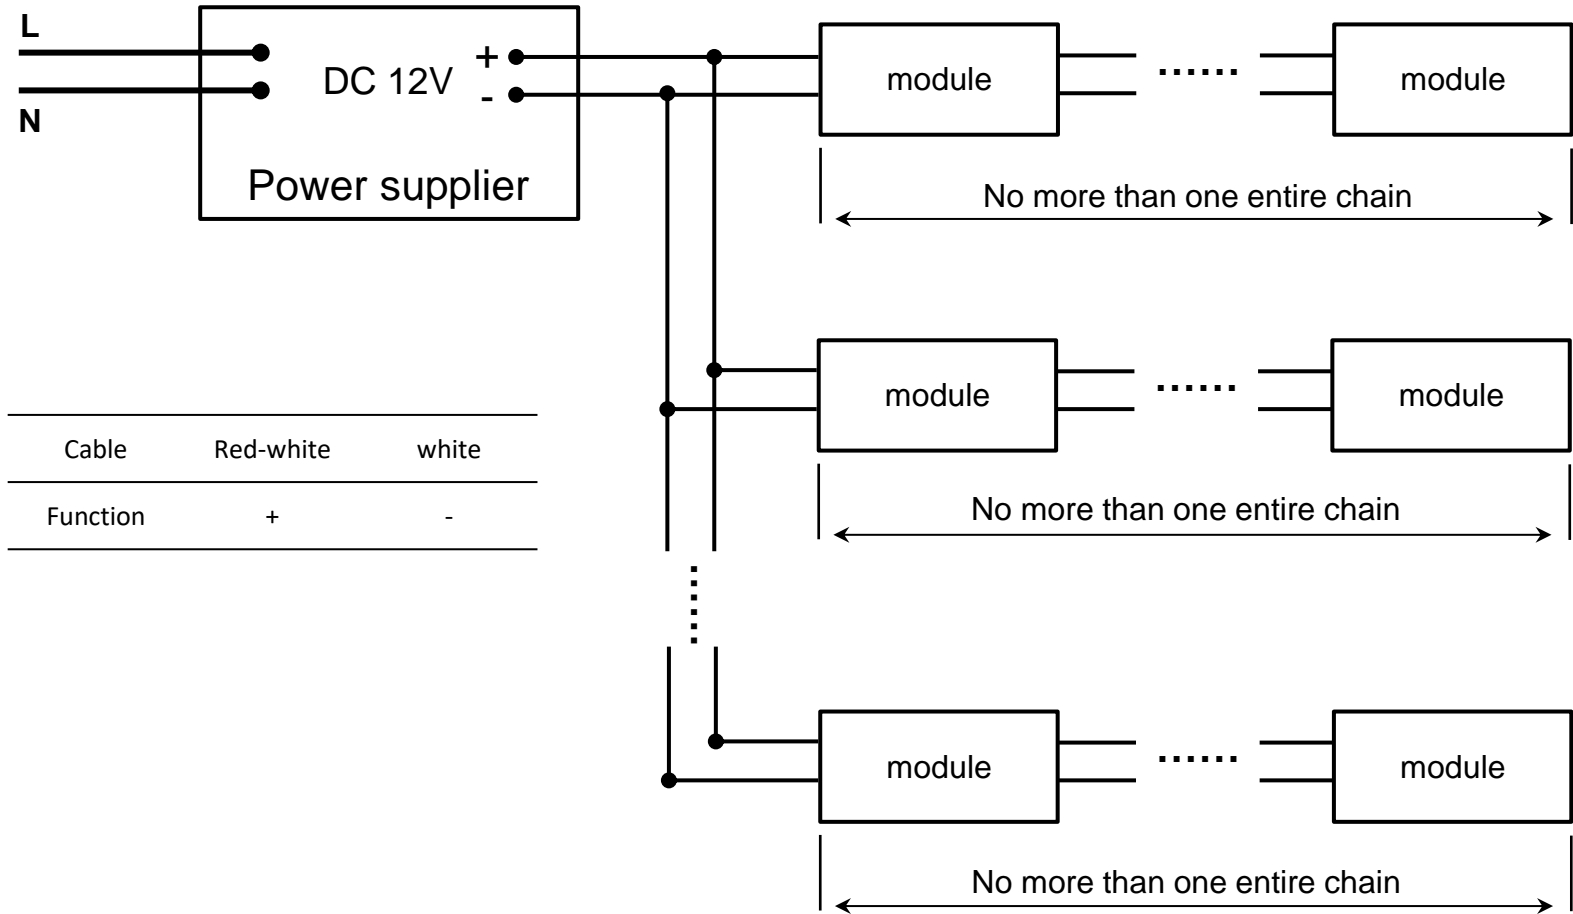 L
N
DC 12V
+
-
Power supplier
module
......
module
No more than one entire chain
module
......
module
No more than one entire chain
Cable Red-white white
Function + -
......
module
......
module
No more than one entire chain